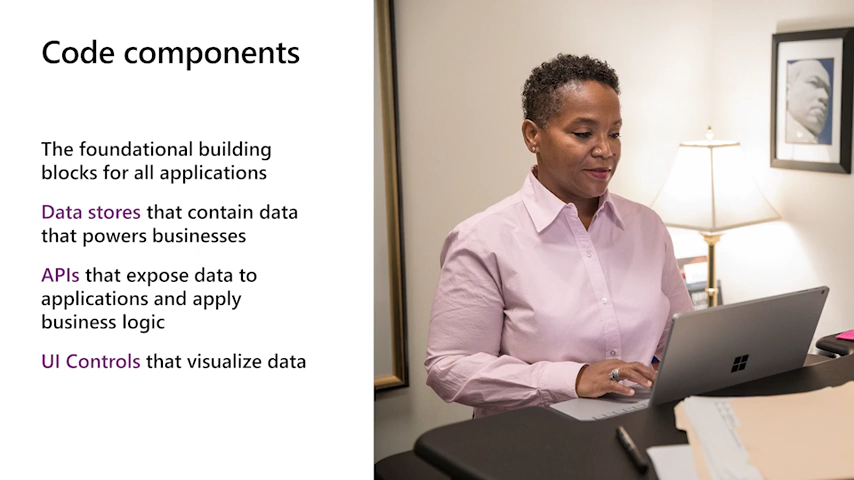 Code components
The foundational building
blocks for all applications
Data stores that contain data
that powers businesses
APIs that expose data to
applications and apply
business logic
UI Controls that visualize data